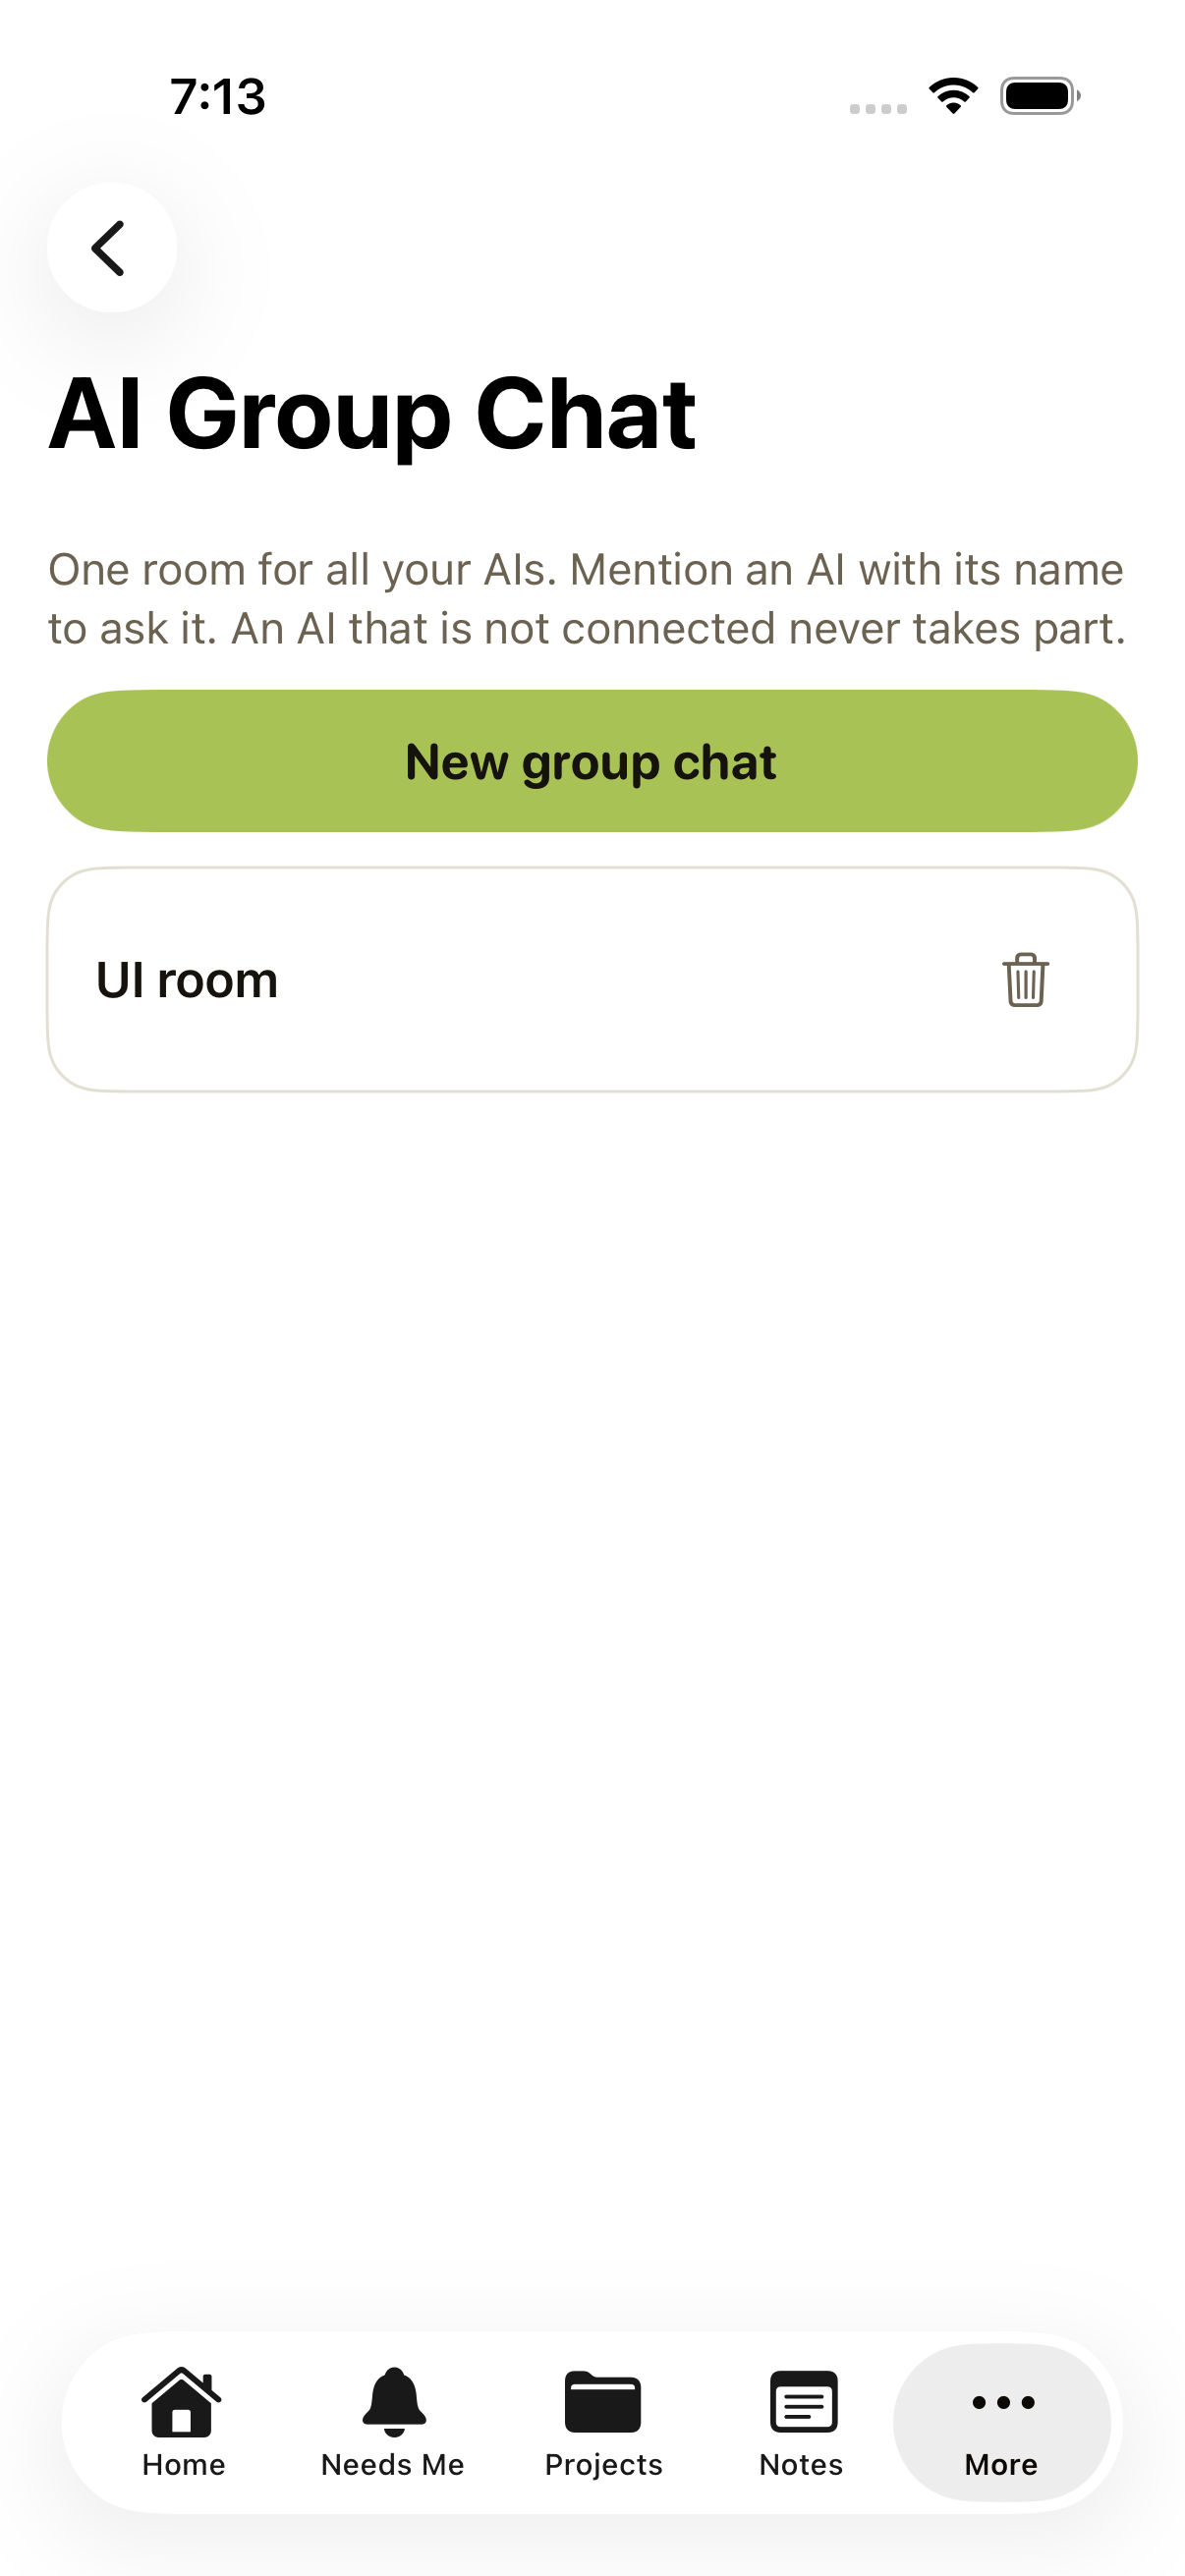 7:13
AI Group Chat
One room for all your AIs. Mention an AI with its name
to ask it. An AI that is not connected never takes part.
New group chat
UI room
Home
Needs Me
Projects
Notes
More